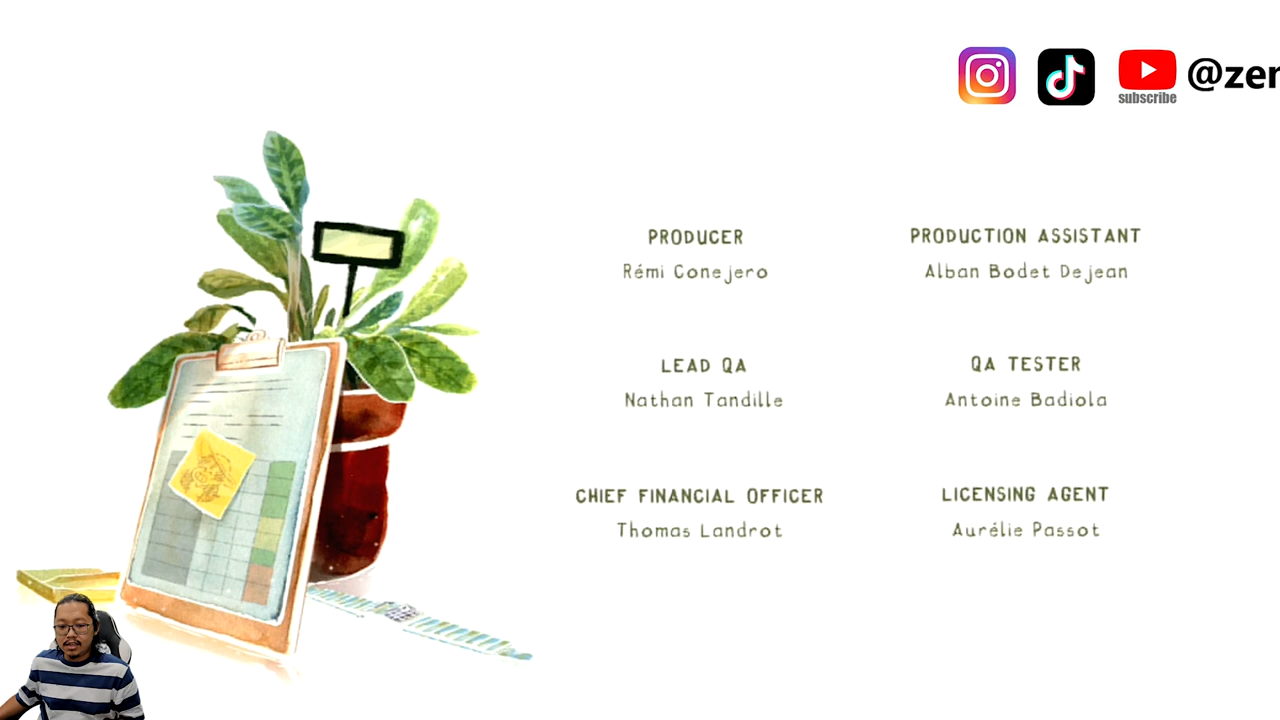 subscribe
@zer
PRODUCER
Rémi Conejero
PRODUCTION ASSISTANT
Alban Bodet Dejean
LEAD QA
Nathan Tandille
QA TESTER
Antoine Badiola
CHIEF FINANCIAL OFFICER
Thomas Landrot
LICENSING AGENT
Aurélie Passot